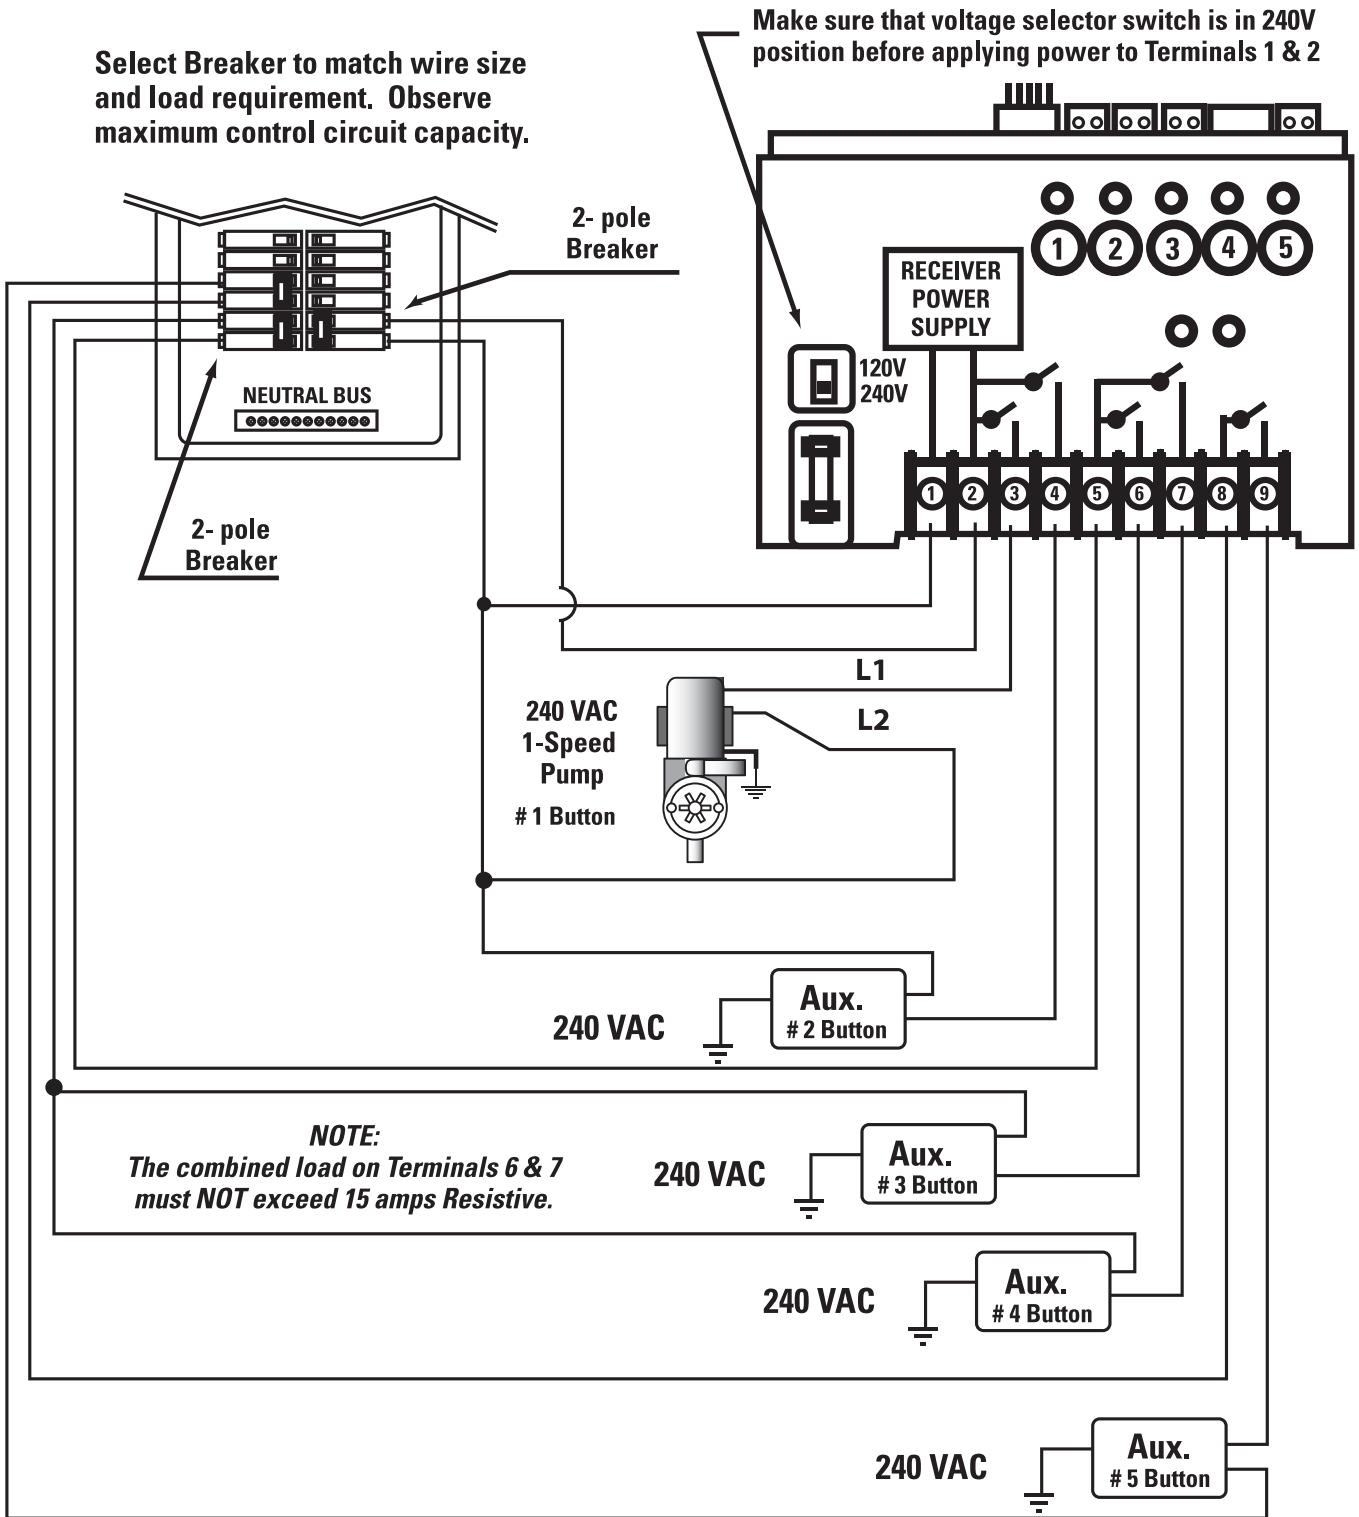 Make sure that voltage selector switch is in 240V
position before applying power to Terminals 1 & 2
Select Breaker to match wire size
and load requirement.  Observe
maximum control circuit capacity.
2- pole
Breaker
1 2 3 4 5
RECEIVER
POWER
SUPPLY
120V
240V
NEUTRAL BUS
1 2 3 4 5 6 7 8 9
2- pole
Breaker
L1
L2
240 VAC
1-Speed
Pump
# 1 Button
Aux.
# 2 Button
240 VAC
NOTE:
The combined load on Terminals 6 & 7
must NOT exceed 15 amps Resistive.
Aux.
# 3 Button
240 VAC
Aux.
# 4 Button
240 VAC
Aux.
# 5 Button
240 VAC